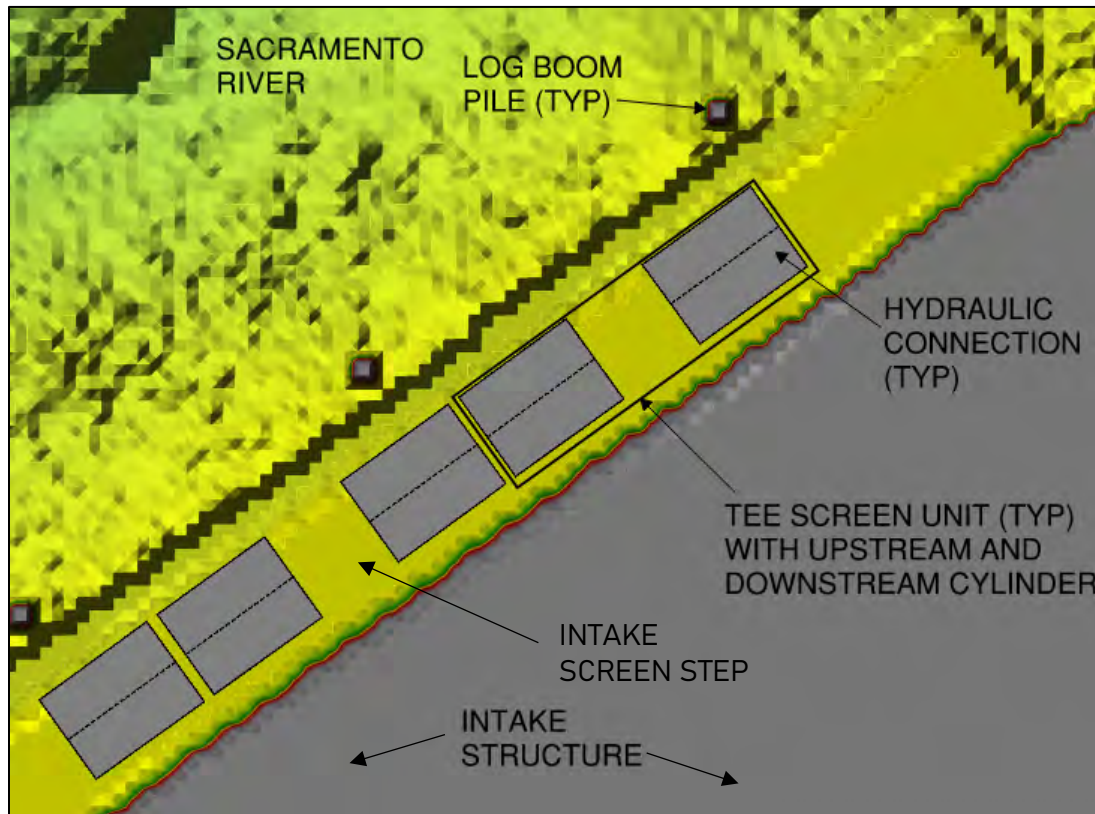 SACRAMENTO
RIVER
LOG BOOM
PILE (TYP)
HYDRAULIC
CONNECTION
(TYP)
TEE SCREEN UNIT (TYP)
WITH UPSTREAM AND
DOWNSTREAM CYLINDER
INTAKE
SCREEN STEP
INTAKE
STRUCTURE